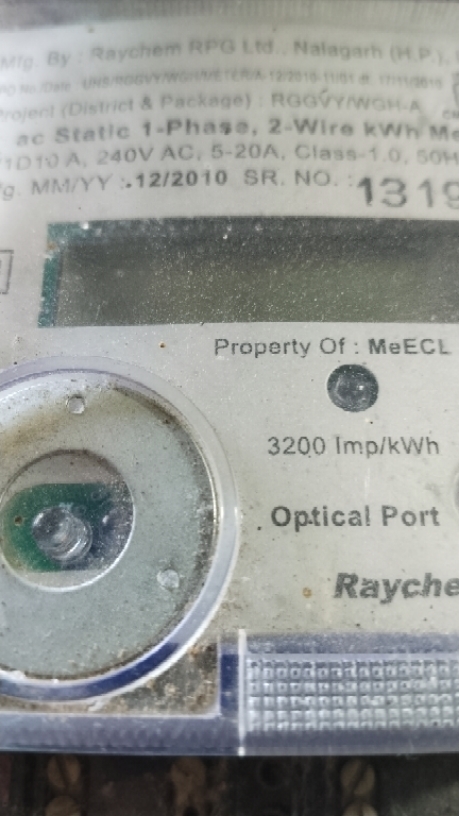 Mfg. By : Raychem RPG Ltd., Nalagarh (H.P.),
Project (District & Package) : RGGVY/WGH-A
ac Static 1-Phase, 2-Wire kWh Me
1D10 A, 240V AC, 5-20A, Class-1.0, 50H
g. MM/YY : 12/2010 SR. NO. : 1319
Property Of : MeECL
3200 Imp/kWh
Optical Port
Rayche